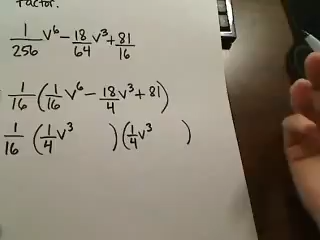 factor.
1/256 v⁶ - 18/64 v³ + 81/16
1/16 (1/16 v⁶ - 18/4 v³ + 81)
1/16 (1/4 v³ )(1/4 v³ )